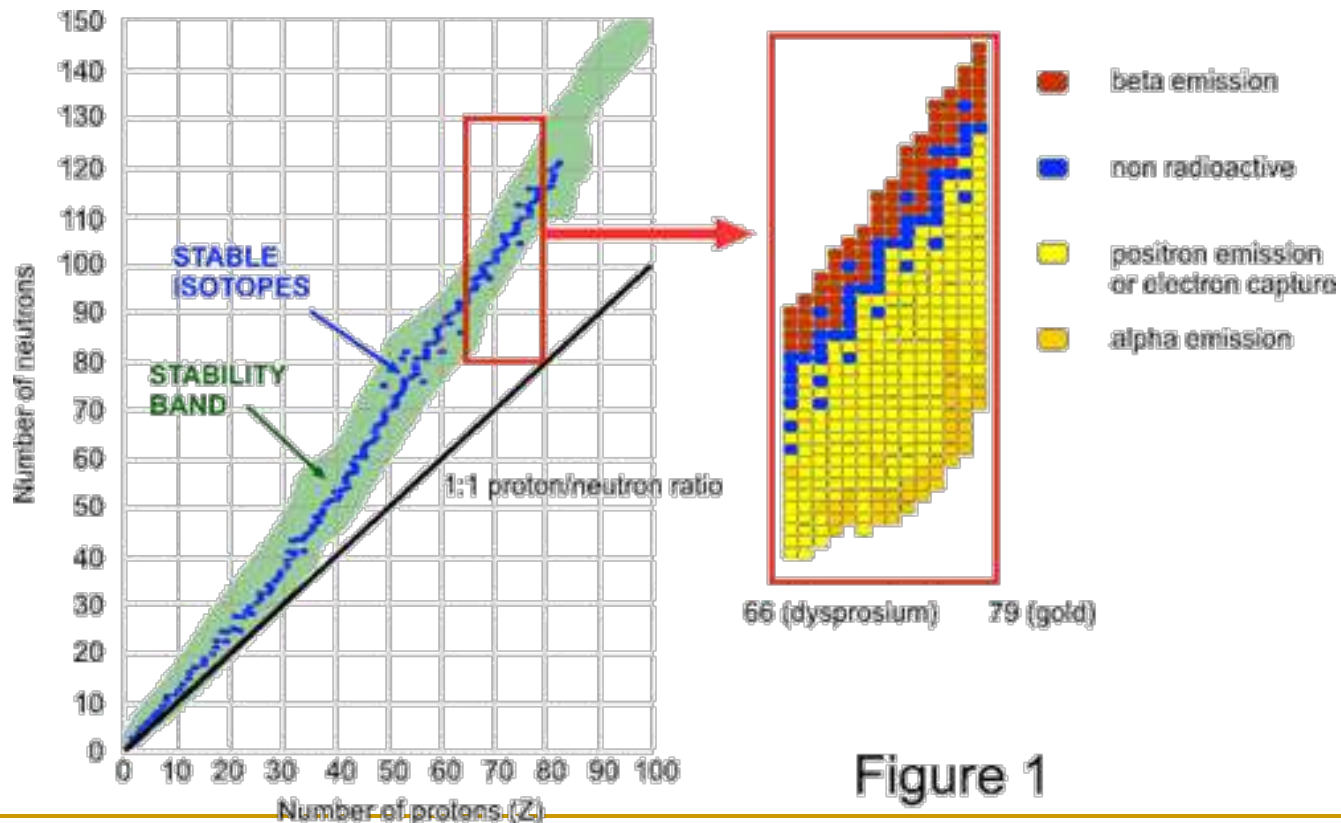 150
140
130
120
110
100
90
80
70
60
50
40
30
20
10
0
Number of neutrons
STABLE
ISOTOPES
STABILITY
BAND
1:1 proton/neutron ratio
0 10 20 30 40 50 60 70 80 90 100
Number of protons (Z)
66 (dysprosium) 79 (gold)
beta emission
non radioactive
positron emission
or electron capture
alpha emission
Figure 1